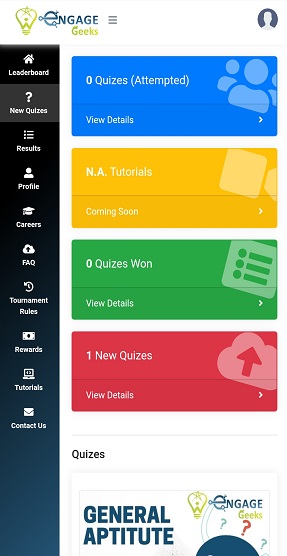 ENGAGE
Geeks
Leaderboard
New Quizes
Results
Profile
Careers
FAQ
Tournament
Rules
Rewards
Tutorials
Contact Us
0 Quizes (Attempted)
View Details
N.A. Tutorials
Coming Soon
0 Quizes Won
View Details
1 New Quizes
View Details
Quizes
ENGAGE
Geeks
GENERAL
APTITUDE